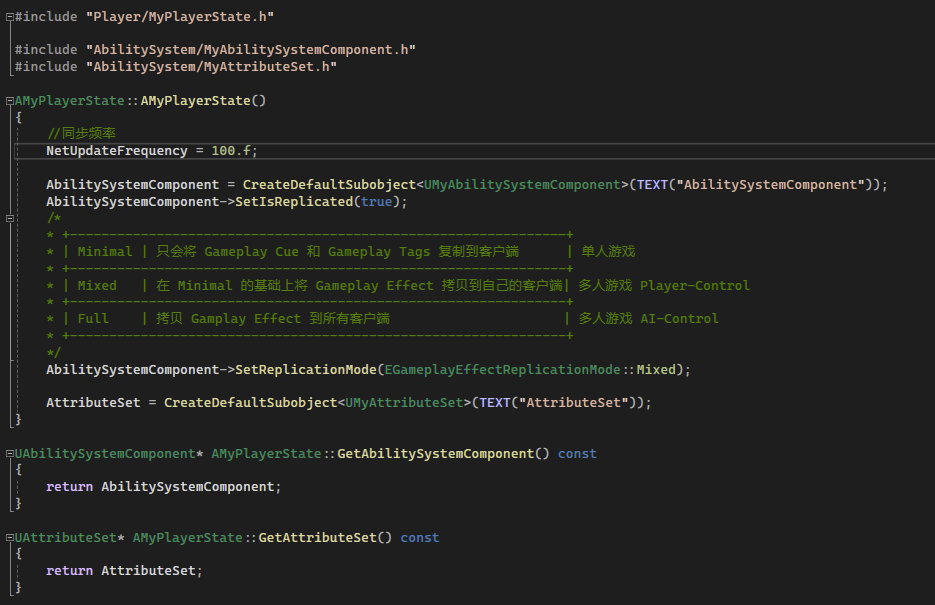 #include "Player/MyPlayerState.h"
#include "AbilitySystem/MyAbilitySystemComponent.h"
#include "AbilitySystem/MyAttributeSet.h"
AMyPlayerState::AMyPlayerState()
{
//同步频率
NetUpdateFrequency = 100.f;
AbilitySystemComponent = CreateDefaultSubobject<UMyAbilitySystemComponent>(TEXT("AbilitySystemComponent"));
AbilitySystemComponent->SetIsReplicated(true);
/*
* +---------------------------------------------------------------+
* | Minimal | 只会将 Gameplay Cue 和 Gameplay Tags 复制到客户端 | 单人游戏
* +---------------------------------------------------------------+
* | Mixed | 在 Minimal 的基础上将 Gameplay Effect 拷贝到自己的客户端| 多人游戏 Player-Control
* +---------------------------------------------------------------+
* | Full | 拷贝 Gamplay Effect 到所有客户端 | 多人游戏 AI-Control
* +---------------------------------------------------------------+
*/
AbilitySystemComponent->SetReplicationMode(EGameplayEffectReplicationMode::Mixed);
AttributeSet = CreateDefaultSubobject<UMyAttributeSet>(TEXT("AttributeSet"));
}
UAbilitySystemComponent* AMyPlayerState::GetAbilitySystemComponent() const
{
return AbilitySystemComponent;
}
UAttributeSet* AMyPlayerState::GetAttributeSet() const
{
return AttributeSet;
}